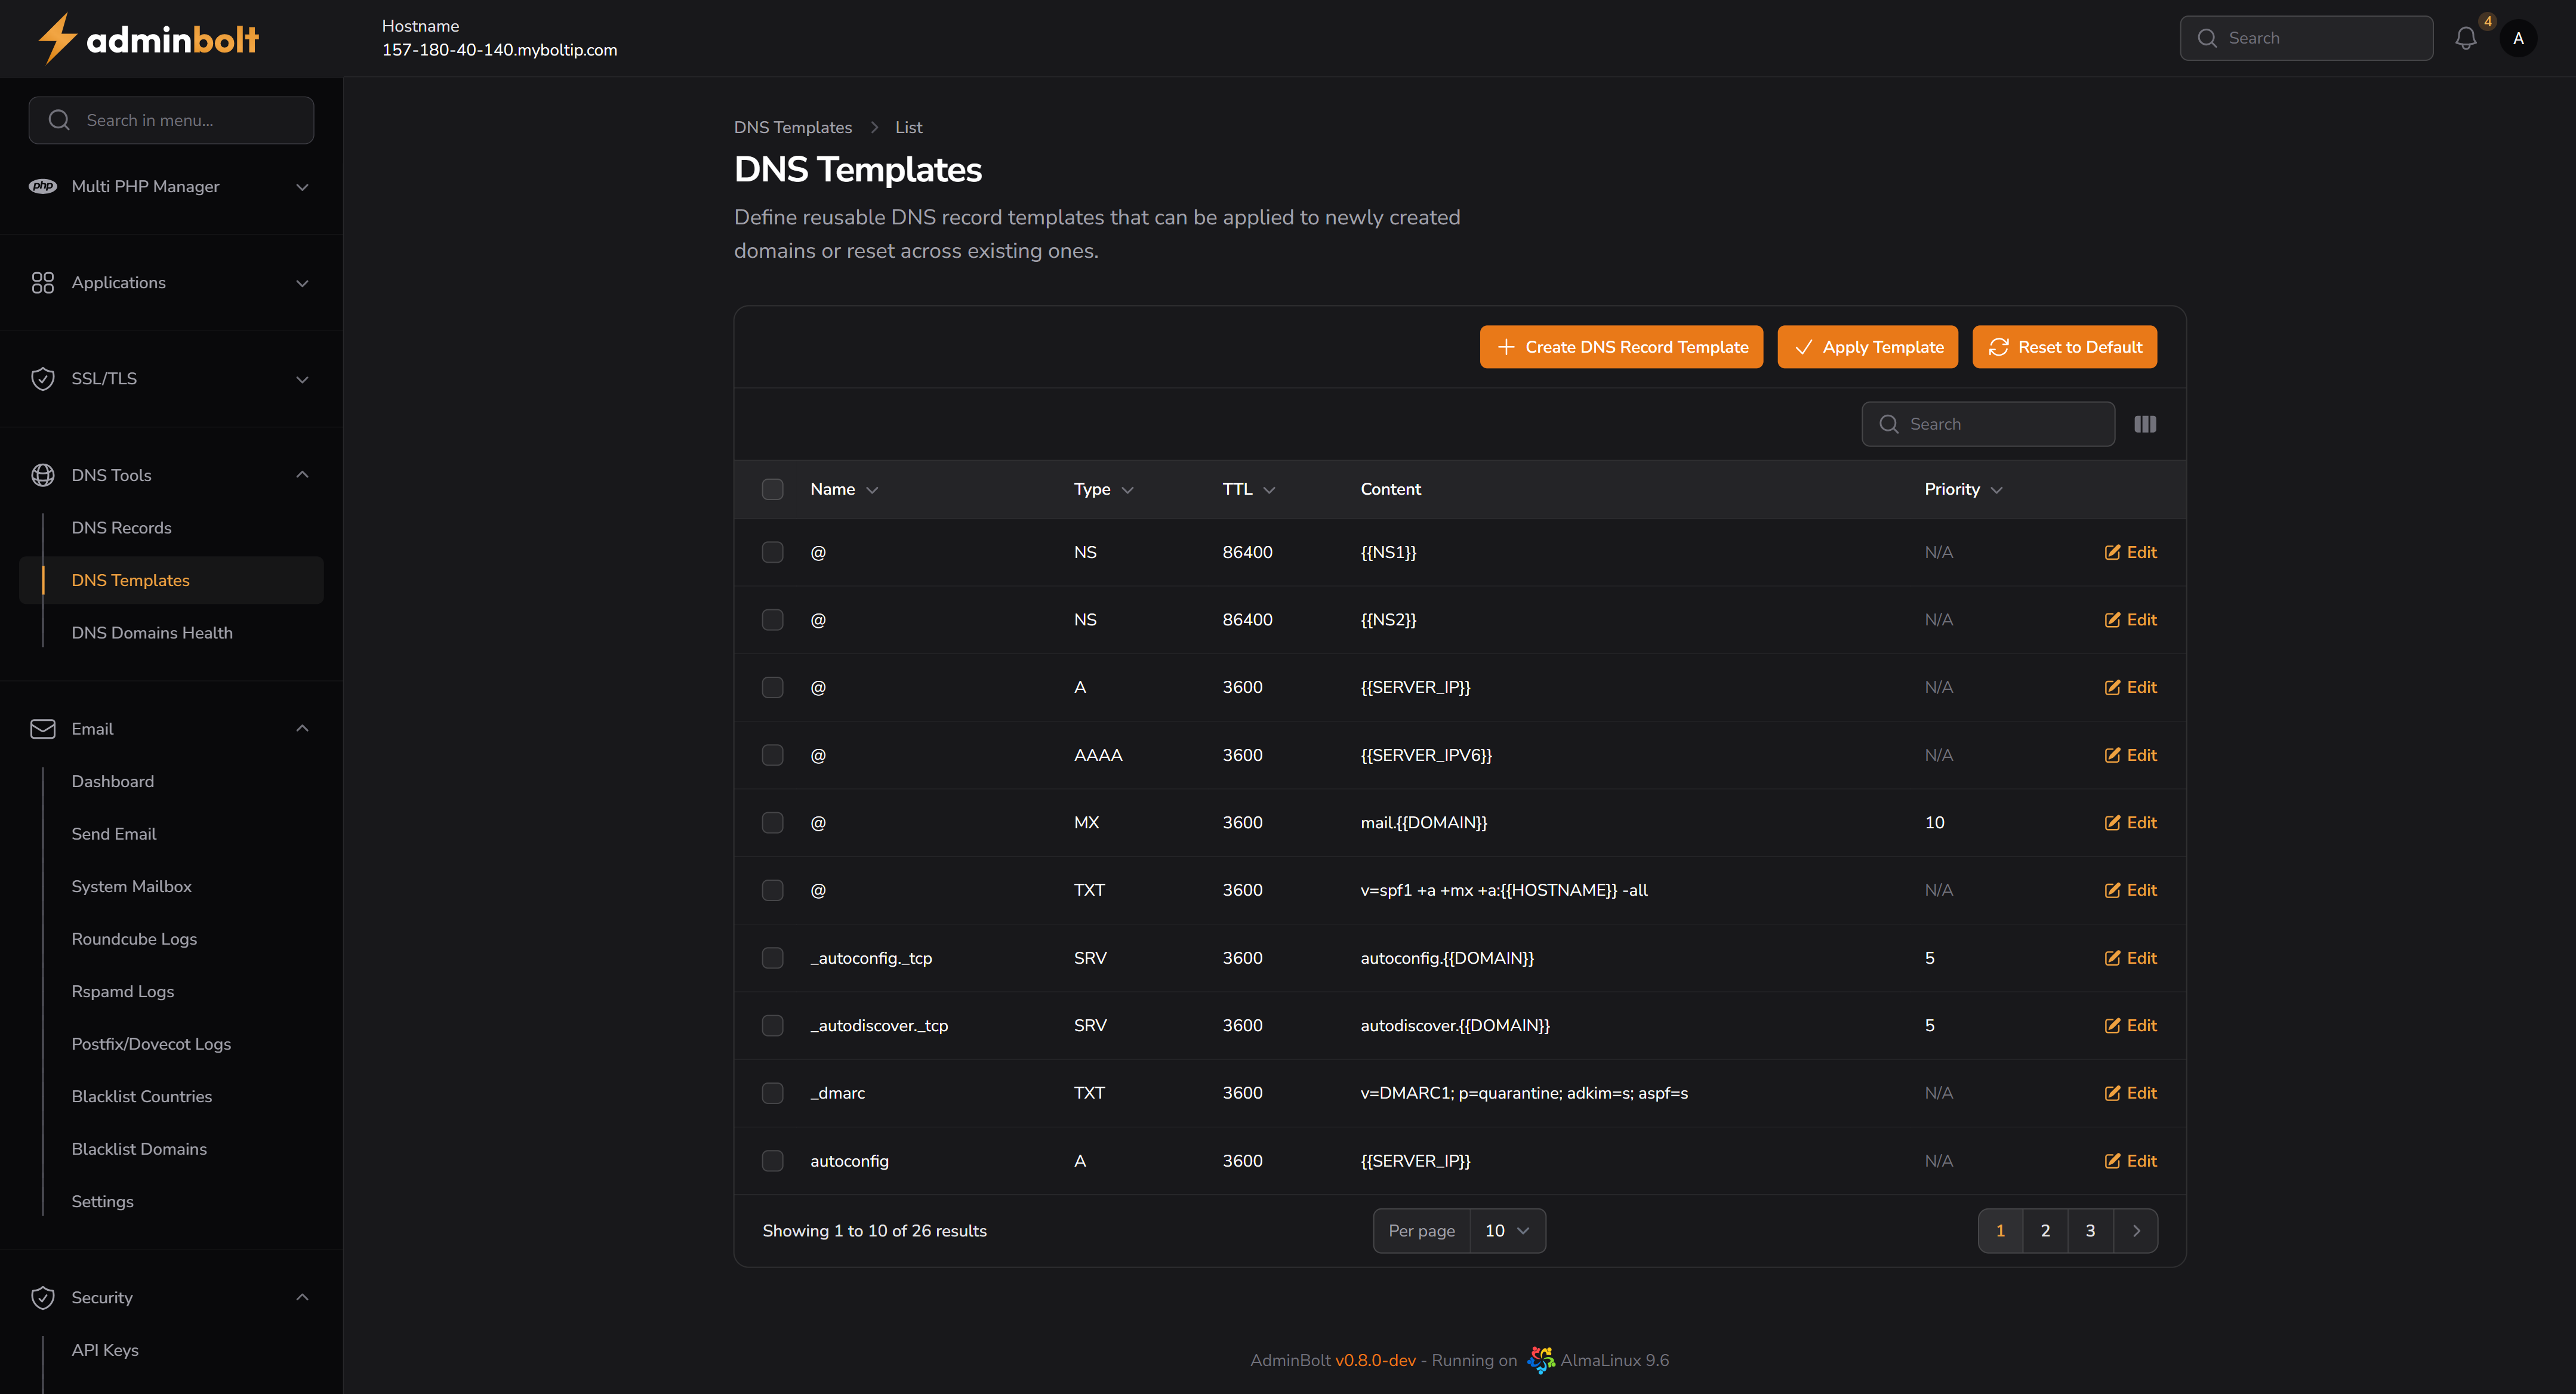 adminbolt
Hostname
157-180-40-140.myboltip.com
Search
4
A
Search in menu...
php Multi PHP Manager
Applications
SSL/TLS
DNS Tools
DNS Records
DNS Templates
DNS Domains Health
Email
Dashboard
Send Email
System Mailbox
Roundcube Logs
Rspamd Logs
Postfix/Dovecot Logs
Blacklist Countries
Blacklist Domains
Settings
Security
API Keys
DNS Templates List
DNS Templates
Define reusable DNS record templates that can be applied to newly created
domains or reset across existing ones.
Create DNS Record Template Apply Template Reset to Default
Search
Name Type TTL Content Priority
@ NS 86400 {{NS1}} N/A Edit
@ NS 86400 {{NS2}} N/A Edit
@ A 3600 {{SERVER_IP}} N/A Edit
@ AAAA 3600 {{SERVER_IPV6}} N/A Edit
@ MX 3600 mail.{{DOMAIN}} 10 Edit
@ TXT 3600 v=spf1 +a +mx +a:{{HOSTNAME}} -all N/A Edit
_autoconfig._tcp SRV 3600 autoconfig.{{DOMAIN}} 5 Edit
_autodiscover._tcp SRV 3600 autodiscover.{{DOMAIN}} 5 Edit
_dmarc TXT 3600 v=DMARC1; p=quarantine; adkim=s; aspf=s N/A Edit
autoconfig A 3600 {{SERVER_IP}} N/A Edit
Showing 1 to 10 of 26 results Per page 10 1 2 3
AdminBolt v0.8.0-dev - Running on AlmaLinux 9.6